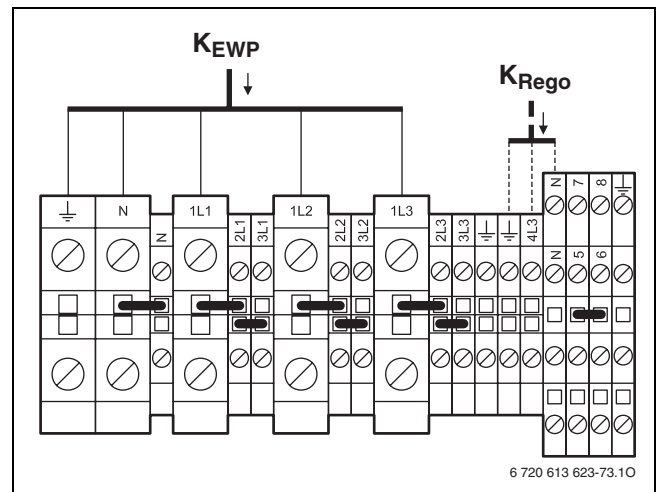 KEWP
KRego
⏚ N N 1L1 2L1 3L1 1L2 2L2 3L2 1L3 2L3 3L3 ⏚ ⏚ 4L3 N 7 8 ⏚
N 5 6
6 720 613 623-73.1O